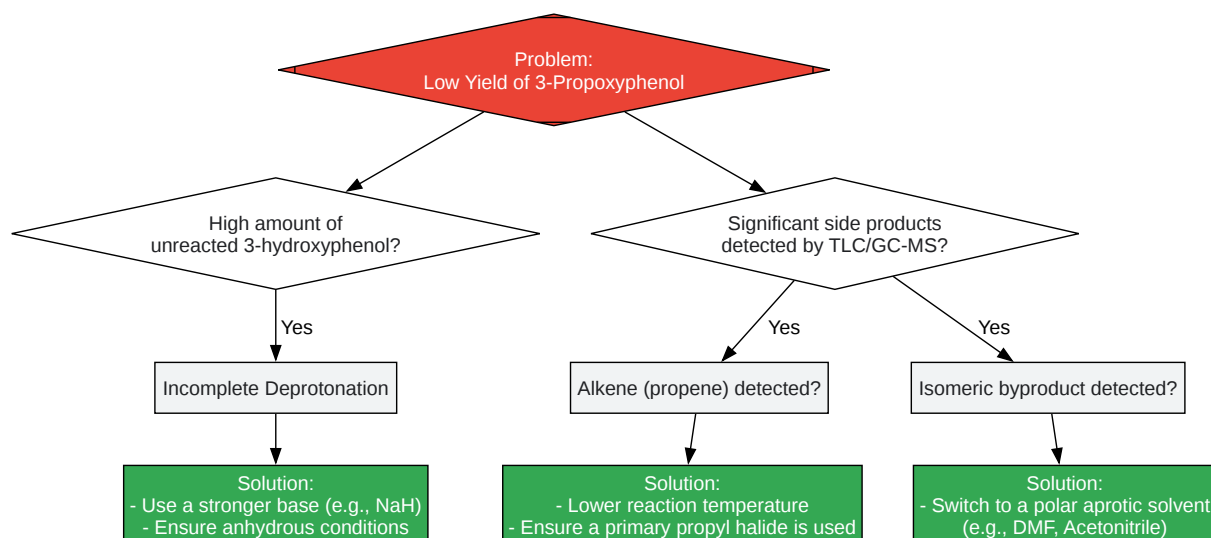 Problem:
Low Yield of 3-Propoxyphenol
High amount of
unreacted 3-hydroxyphenol?
Significant side products
detected by TLC/GC-MS?
Yes
Yes
Yes
Incomplete Deprotonation
Alkene (propene) detected?
Isomeric byproduct detected?
Solution:
- Use a stronger base (e.g., NaH)
- Ensure anhydrous conditions
Solution:
- Lower reaction temperature
- Ensure a primary propyl halide is used
Solution:
- Switch to a polar aprotic solvent
(e.g., DMF, Acetonitrile)